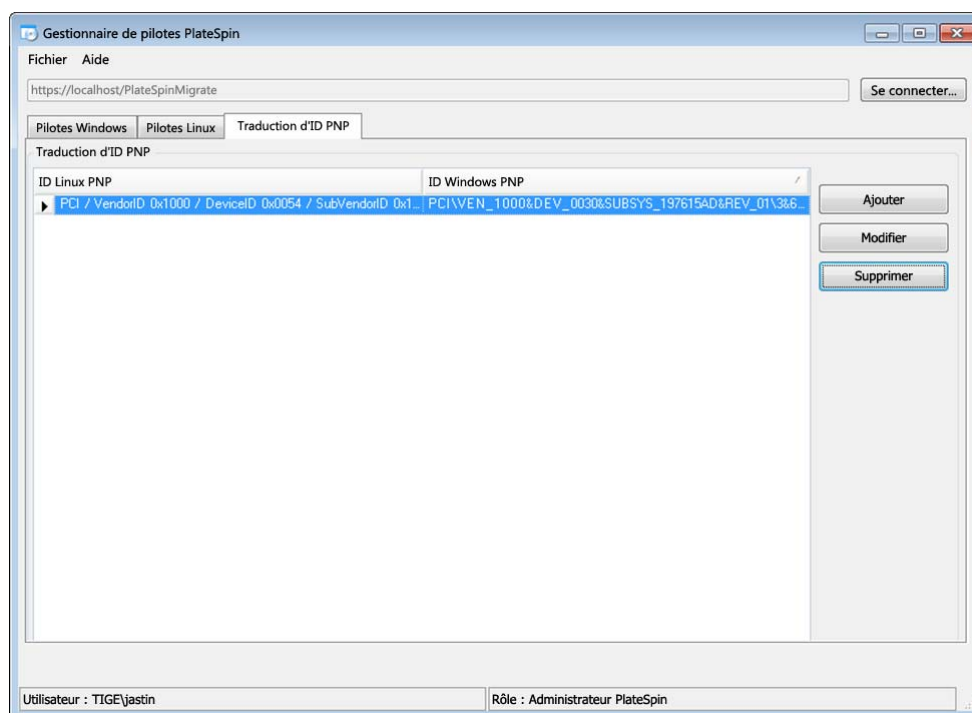 Gestionnaire de pilotes PlateSpin
Fichier Aide
https://localhost/PlateSpinMigrate Se connecter...
Pilotes Windows Pilotes Linux Traduction d'ID PNP
Traduction d'ID PNP
ID Linux PNP ID Windows PNP
PCI / VendorID 0x1000 / DeviceID 0x0054 / SubVendorID 0x1... PCI\VEN_1000&DEV_0030&SUBSYS_197615AD&REV_01\3&6...
Ajouter
Modifier
Supprimer
Utilisateur : TIGE\jastin Rôle : Administrateur PlateSpin